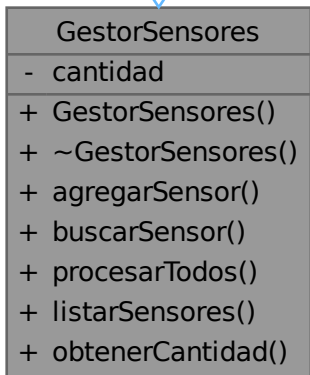 GestorSensores
- cantidad
+ GestorSensores()
+ ~GestorSensores()
+ agregarSensor()
+ buscarSensor()
+ procesarTodos()
+ listarSensores()
+ obtenerCantidad()